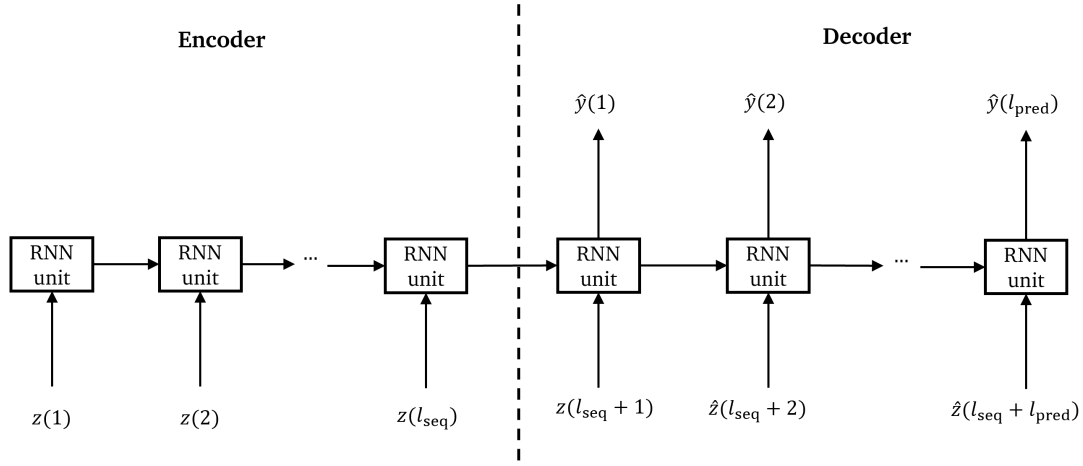 Encoder
Decoder
ŷ(1)
ŷ(2)
ŷ(l_pred)
RNN
unit
RNN
unit
...
RNN
unit
RNN
unit
RNN
unit
...
RNN
unit
z(1)
z(2)
z(l_seq)
z(l_seq + 1)
ẑ(l_seq + 2)
ẑ(l_seq + l_pred)